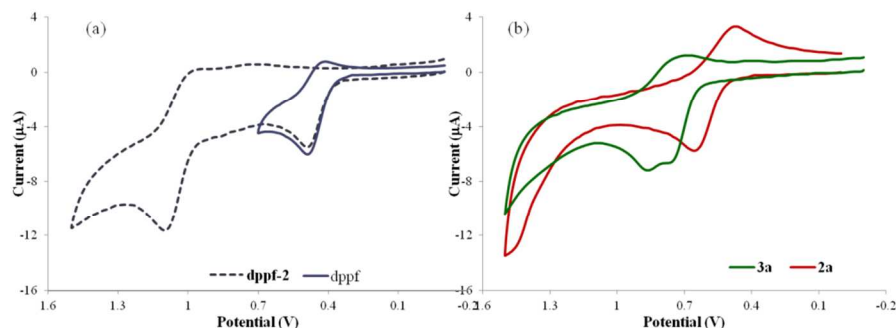 (a)
4
0
-4
-8
-12
-16
Current (µA)
dppf-2 dppf
1.6 1.3 1 0.7 0.4 0.1 -0.2
Potential (V)
(b)
4
0
-4
-8
-12
-16
Current (µA)
3a 2a
1.6 1.3 1 0.7 0.4 0.1 -0.2
Potential (V)